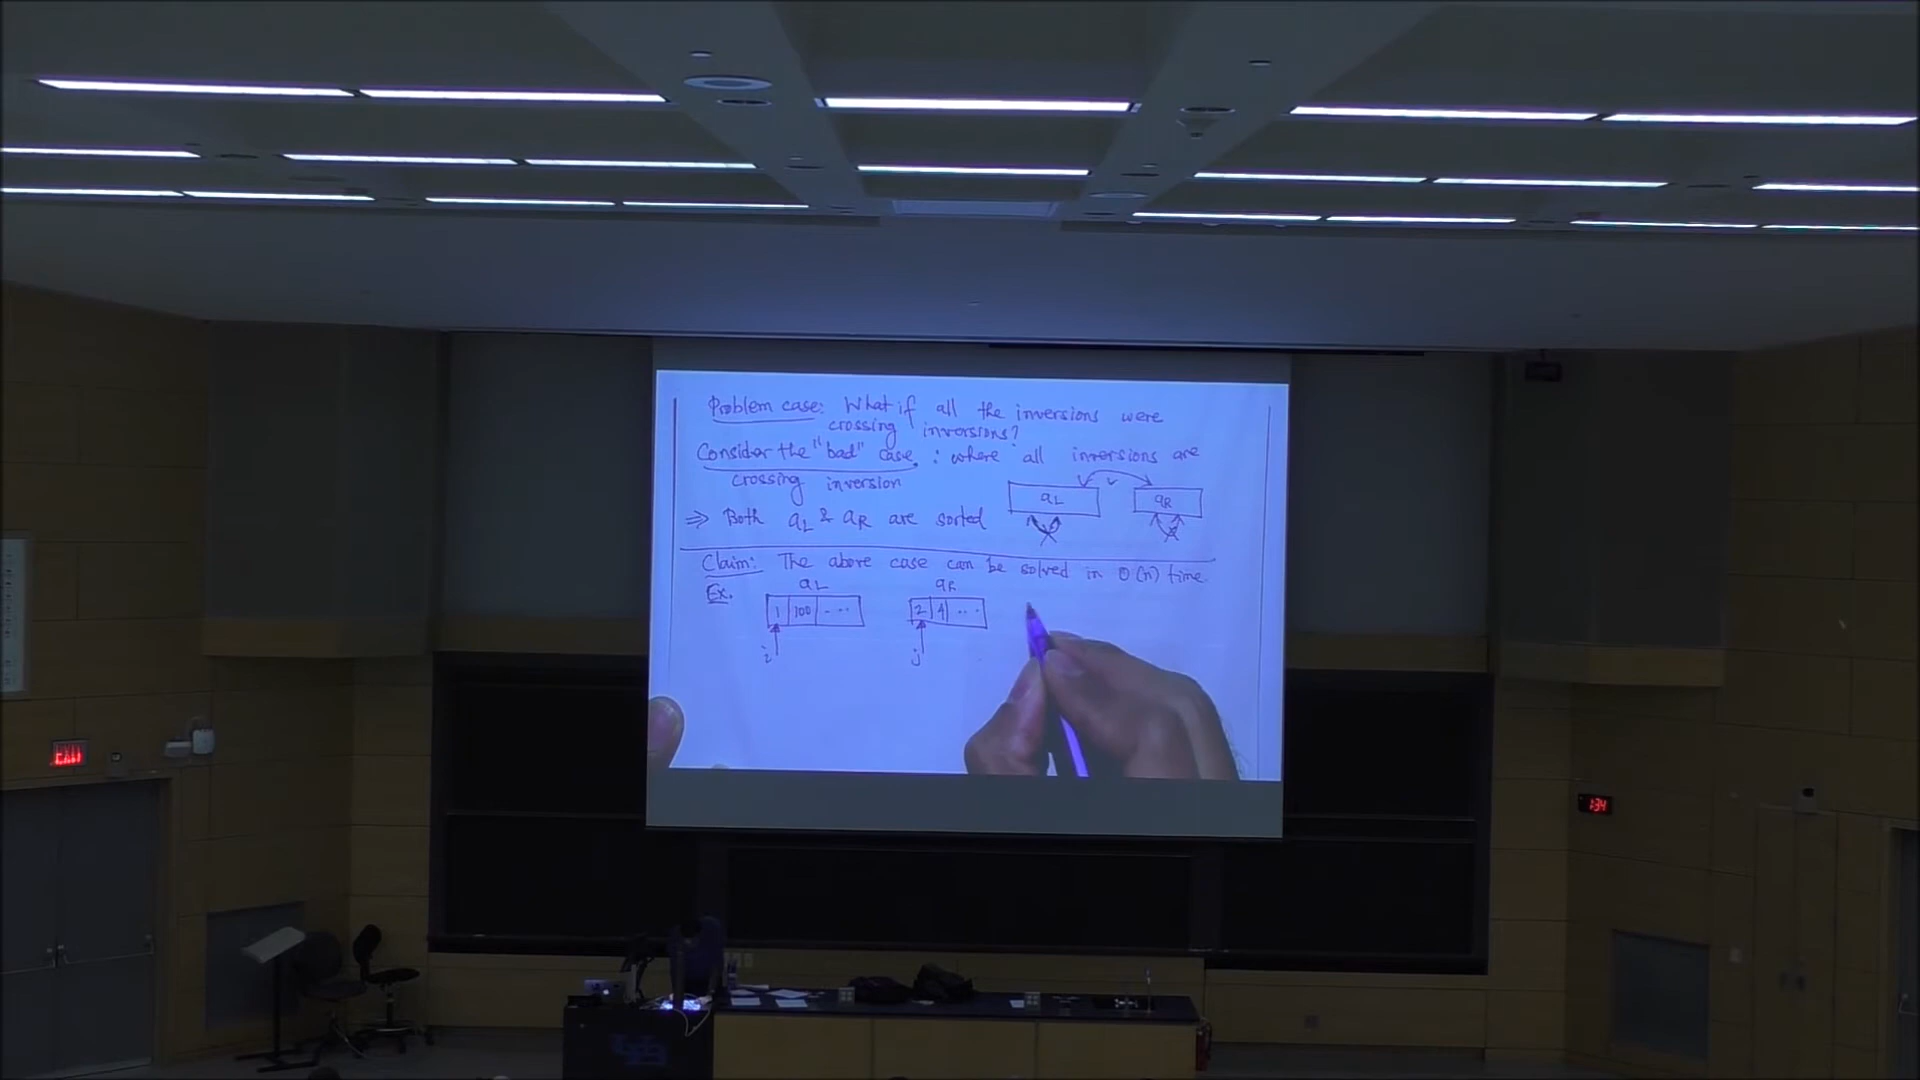 Problem case: What if all the inversions were
crossing inversions?
Consider the "bad" case : where all inversions are
crossing inversion
aL aR
⇒ Both aL & aR are sorted
Claim: The above case can be solved in O(n) time.
aL aR
Ex. 1 100 ... 2 4 ...
i j
EXIT
1:34